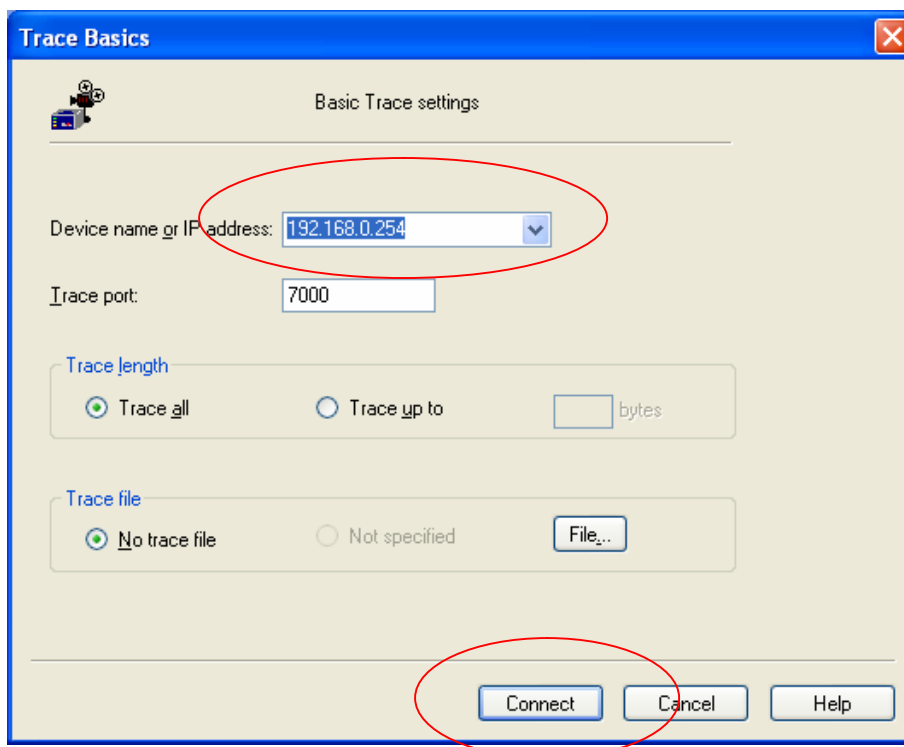 Trace Basics
Basic Trace settings
Device name or IP address: 192.168.0.254
Trace port: 7000
Trace length
Trace all Trace up to bytes
Trace file
No trace file Not specified File...
Connect Cancel Help